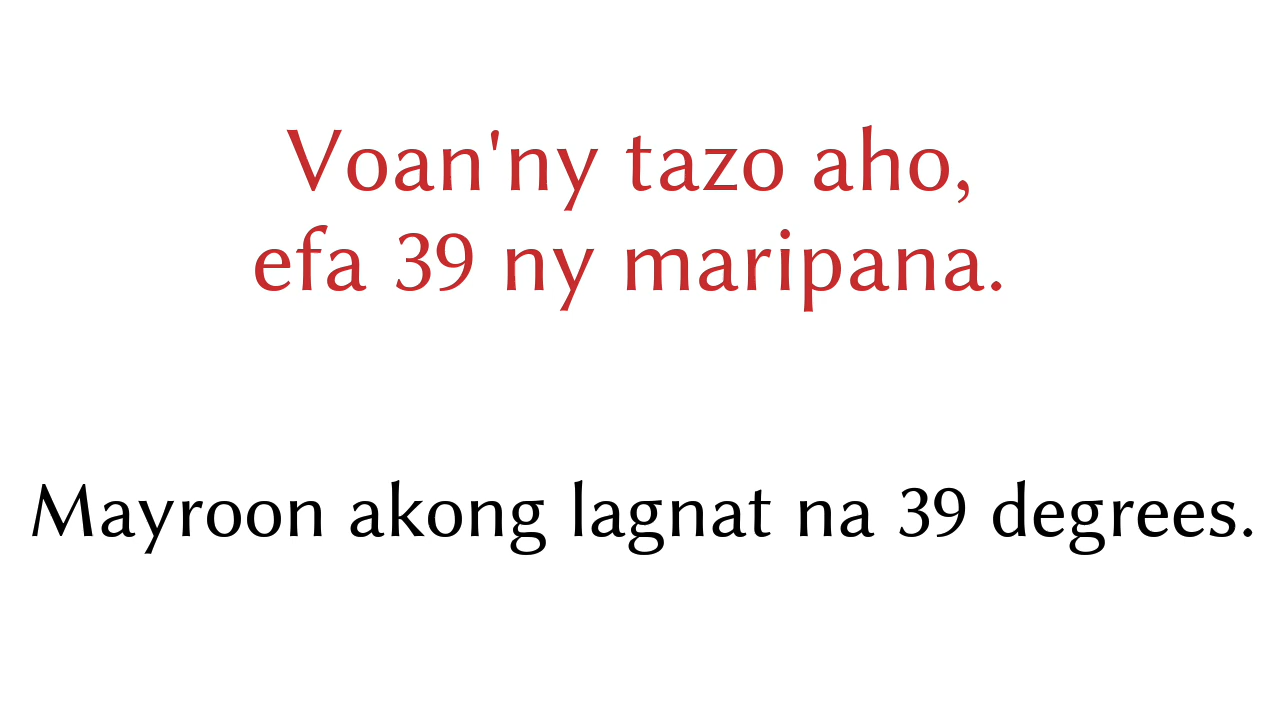 Voan'ny tazo aho,
efa 39 ny maripana.
Mayroon akong lagnat na 39 degrees.